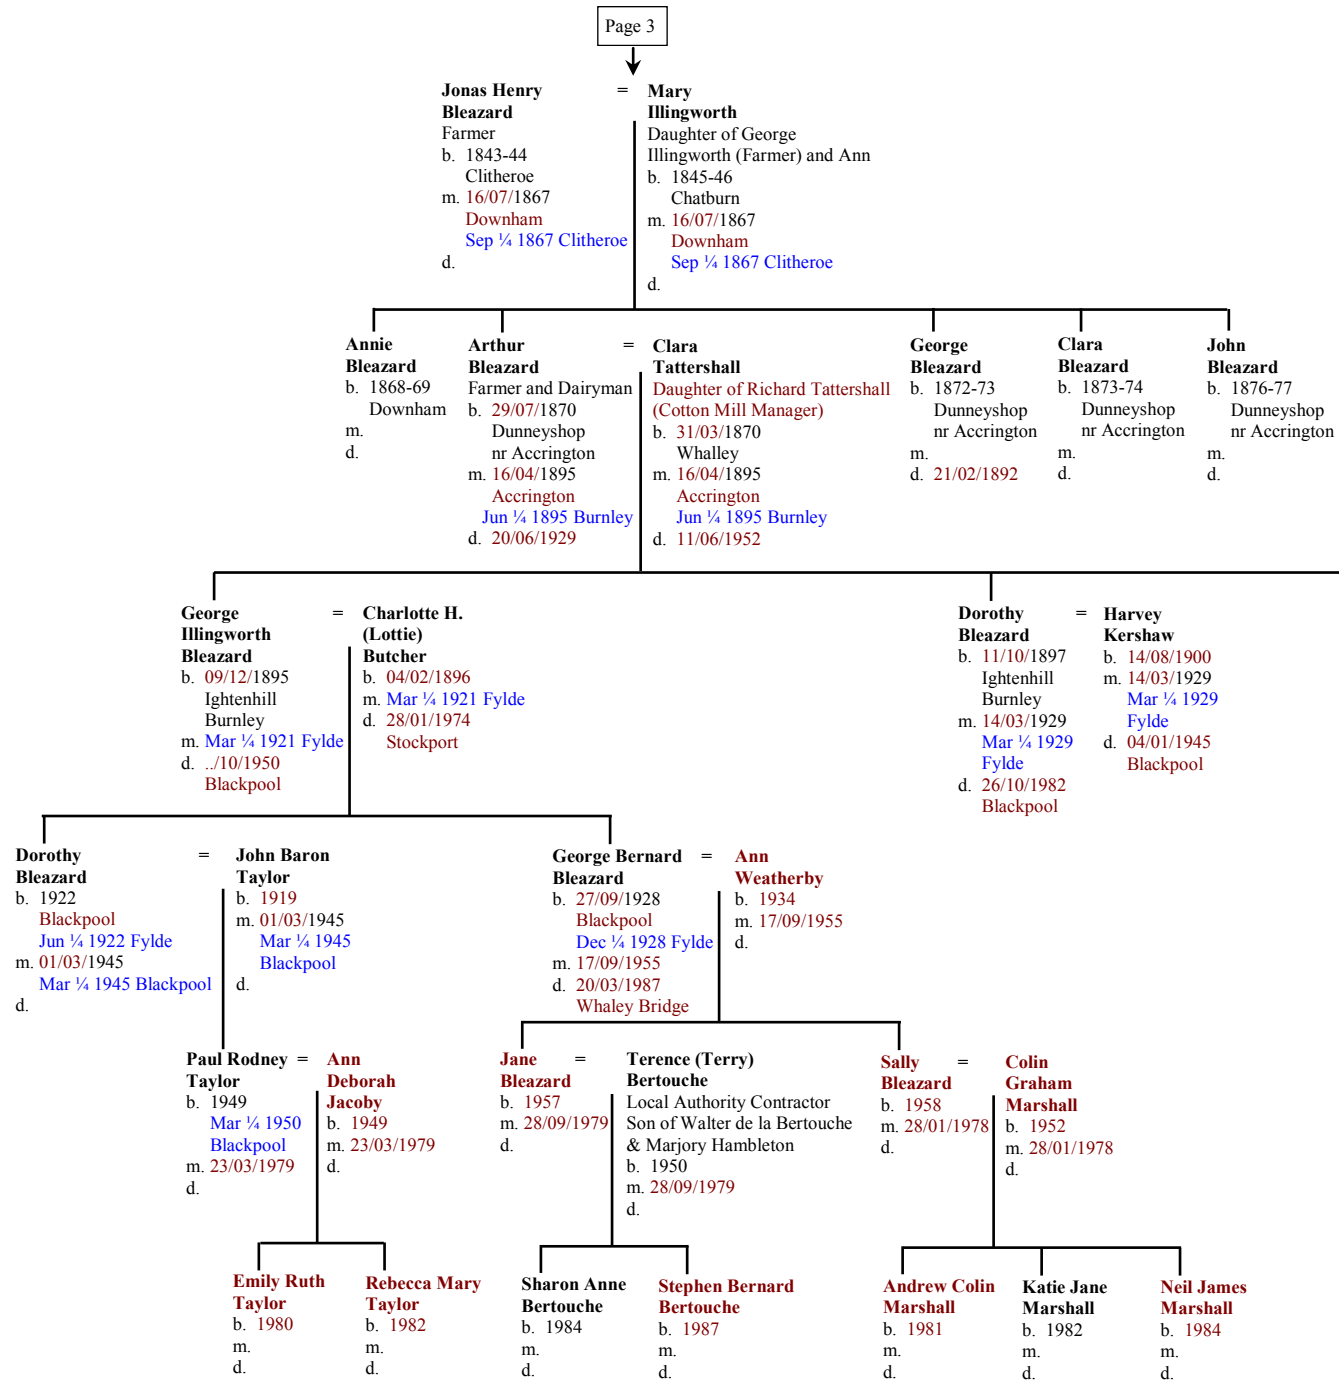 Page 3
Jonas Henry
Bleazard
Farmer
b. 1843-44
Clitheroe
m. 16/07/1867
Downham
Sep ¼ 1867 Clitheroe
d.
=
Mary
Illingworth
Daughter of George
Illingworth (Farmer) and Ann
b. 1845-46
Chatburn
m. 16/07/1867
Downham
Sep ¼ 1867 Clitheroe
d.
Annie
Bleazard
b. 1868-69
Downham
m.
d.
Arthur
Bleazard
Farmer and Dairyman
b. 29/07/1870
Dunneyshop
nr Accrington
m. 16/04/1895
Accrington
Jun ¼ 1895 Burnley
d. 20/06/1929
=
Clara
Tattershall
Daughter of Richard Tattershall
(Cotton Mill Manager)
b. 31/03/1870
Whalley
m. 16/04/1895
Accrington
Jun ¼ 1895 Burnley
d. 11/06/1952
George
Bleazard
b. 1872-73
Dunneyshop
nr Accrington
m.
d. 21/02/1892
Clara
Bleazard
b. 1873-74
Dunneyshop
nr Accrington
m.
d.
John
Bleazard
b. 1876-77
Dunneyshop
nr Accrington
m.
d.
George
Illingworth
Bleazard
b. 09/12/1895
Ightenhill
Burnley
m. Mar ¼ 1921 Fylde
d. ../10/1950
Blackpool
=
Charlotte H.
(Lottie)
Butcher
b. 04/02/1896
m. Mar ¼ 1921 Fylde
d. 28/01/1974
Stockport
Dorothy
Bleazard
b. 11/10/1897
Ightenhill
Burnley
m. 14/03/1929
Mar ¼ 1929
Fylde
d. 26/10/1982
Blackpool
=
Harvey
Kershaw
b. 14/08/1900
m. 14/03/1929
Mar ¼ 1929
Fylde
d. 04/01/1945
Blackpool
Dorothy
Bleazard
b. 1922
Blackpool
Jun ¼ 1922 Fylde
m. 01/03/1945
Mar ¼ 1945 Blackpool
d.
=
John Baron
Taylor
b. 1919
m. 01/03/1945
Mar ¼ 1945
Blackpool
d.
George Bernard
Bleazard
b. 27/09/1928
Blackpool
Dec ¼ 1928 Fylde
m. 17/09/1955
d. 20/03/1987
Whaley Bridge
=
Ann
Weatherby
b. 1934
m. 17/09/1955
d.
Paul Rodney
Taylor
b. 1949
Mar ¼ 1950
Blackpool
m. 23/03/1979
d.
=
Ann
Deborah
Jacoby
b. 1949
m. 23/03/1979
d.
Jane
Bleazard
b. 1957
m. 28/09/1979
d.
=
Terence (Terry)
Bertouche
Local Authority Contractor
Son of Walter de la Bertouche
& Marjory Hambleton
b. 1950
m. 28/09/1979
d.
Sally
Bleazard
b. 1958
m. 28/01/1978
d.
=
Colin
Graham
Marshall
b. 1952
m. 28/01/1978
d.
Emily Ruth
Taylor
b. 1980
m.
d.
Rebecca Mary
Taylor
b. 1982
m.
d.
Sharon Anne
Bertouche
b. 1984
m.
d.
Stephen Bernard
Bertouche
b. 1987
m.
d.
Andrew Colin
Marshall
b. 1981
m.
d.
Katie Jane
Marshall
b. 1982
m.
d.
Neil James
Marshall
b. 1984
m.
d.